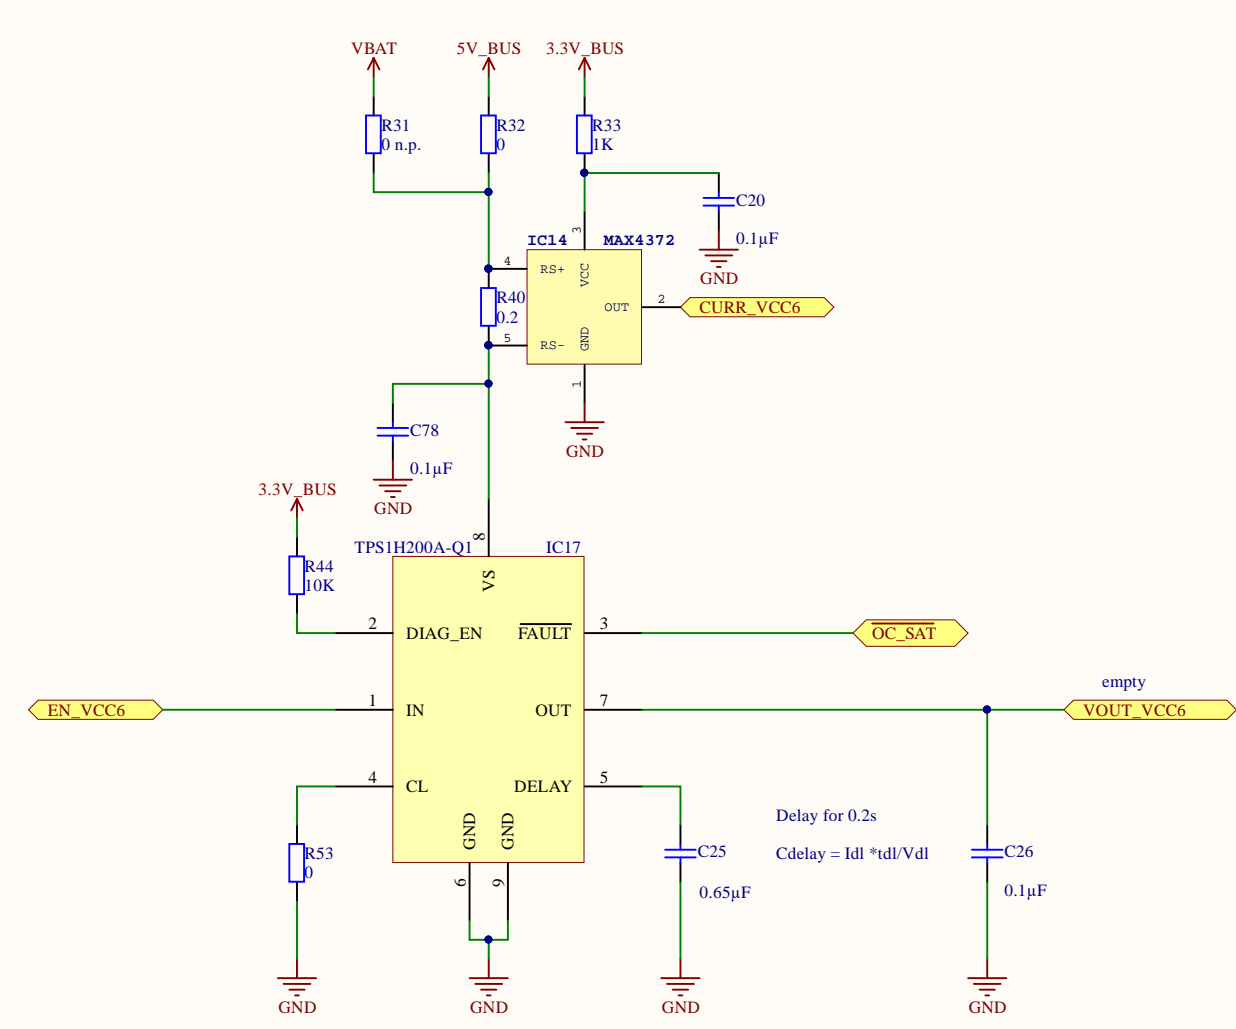 VBAT
5V_BUS
3.3V_BUS
R31
0 n.p.
R32
0
R33
1K
C20
0.1µF
GND
IC14
MAX4372
3
4
RS+
VCC
R40
0.2
OUT
2
CURR_VCC6
5
RS-
GND
1
GND
C78
0.1µF
GND
3.3V_BUS
R44
10K
TPS1H200A-Q1
8
IC17
VS
2
DIAG_EN
FAULT
3
OC_SAT
empty
EN_VCC6
1
IN
OUT
7
VOUT_VCC6
4
CL
DELAY
5
GND
GND
R53
0
6
9
C25
0.65µF
Delay for 0.2s
Cdelay = Idl *tdl/Vdl
C26
0.1µF
GND
GND
GND
GND